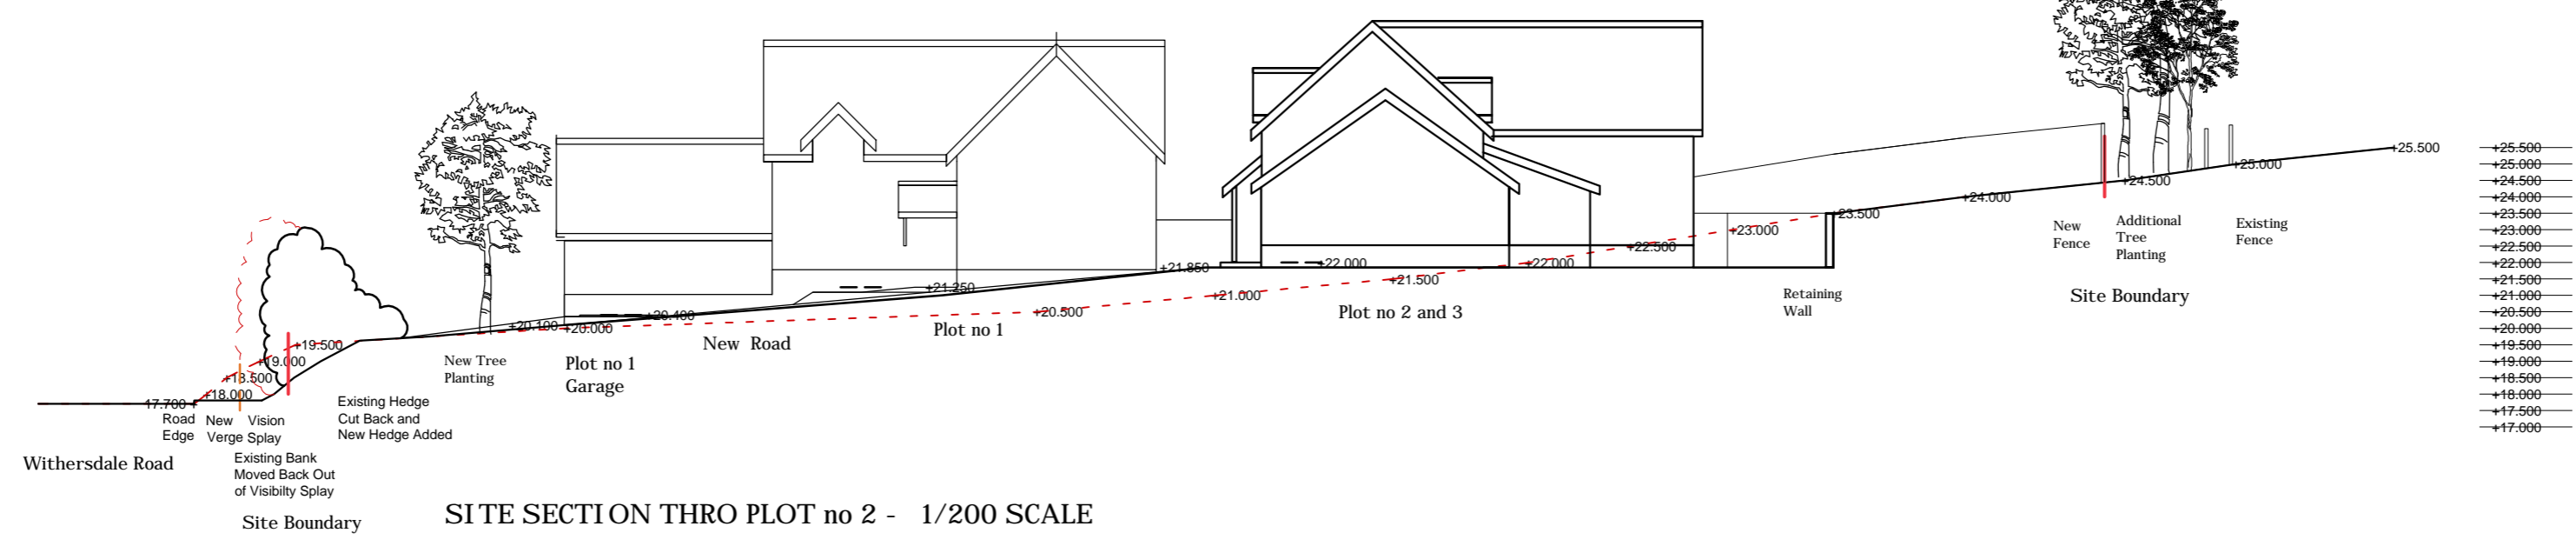 +25.500
+25.500
+25.000
+25.000
+24.500
+24.500
+24.000
+24.000
+23.500
+23.500
+23.000
+23.000
+22.500
+22.500
+22.000
+22.000
+22.000
+21.850
+21.500
+21.500
+21.250
+21.000
+21.000
+20.500
+20.500
+20.400
+20.100
+20.000
+20.000
+19.500
+19.500
+19.000
+19.000
+18.500
+18.500
+18.000
+18.000
17.700 +
+17.500
+17.000
New
Fence
Additional
Tree
Planting
Existing
Fence
Site Boundary
Retaining
Wall
Plot no 2 and 3
Plot no 1
New Road
Plot no 1
Garage
New Tree
Planting
Existing Hedge
Cut Back and
New Hedge Added
Road
Edge
New
Verge
Vision
Splay
Withersdale Road
Existing Bank
Moved Back Out
of Visibilty Splay
Site Boundary
SITE SECTION THRO PLOT no 2 - 1/200 SCALE